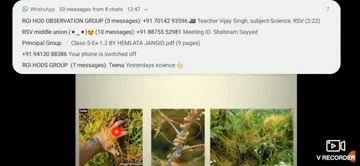 WhatsApp 33 messages from 8 chats 12:47 7
RGI HOD OBSERVATION GROUP (5 messages): +91 70142 93596 Teacher Vijay Singh, subject Science, RSV (2:22)
RSV middle union (10 messages): +91 88755 52981 Meeting ID Shabnam Sayyed
Principal Group Class-5-Ex-1.2 BY HEMLATA JANGID.pdf (9 pages)
+91 94130 88386 Your phone is switched off
RGI HODS GROUP (7 messages): Teena Yesterdays science 👆
V RECORDER